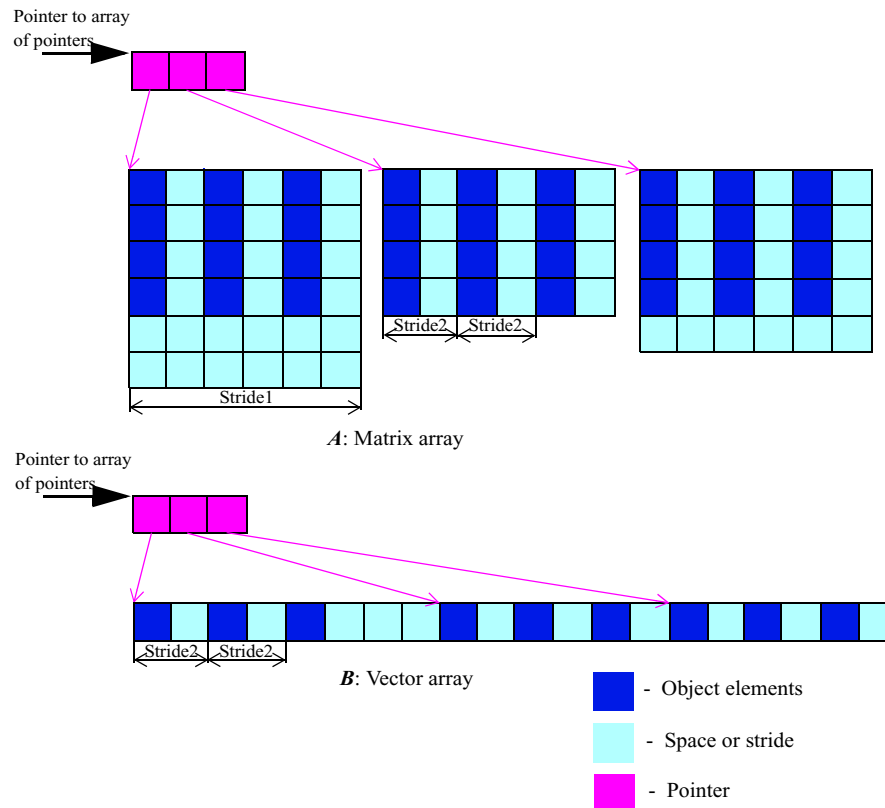 Pointer to array
of pointers
Stride2 Stride2
Stride1
A: Matrix array
Pointer to array
of pointers
Stride2 Stride2
B: Vector array
- Object elements
- Space or stride
- Pointer